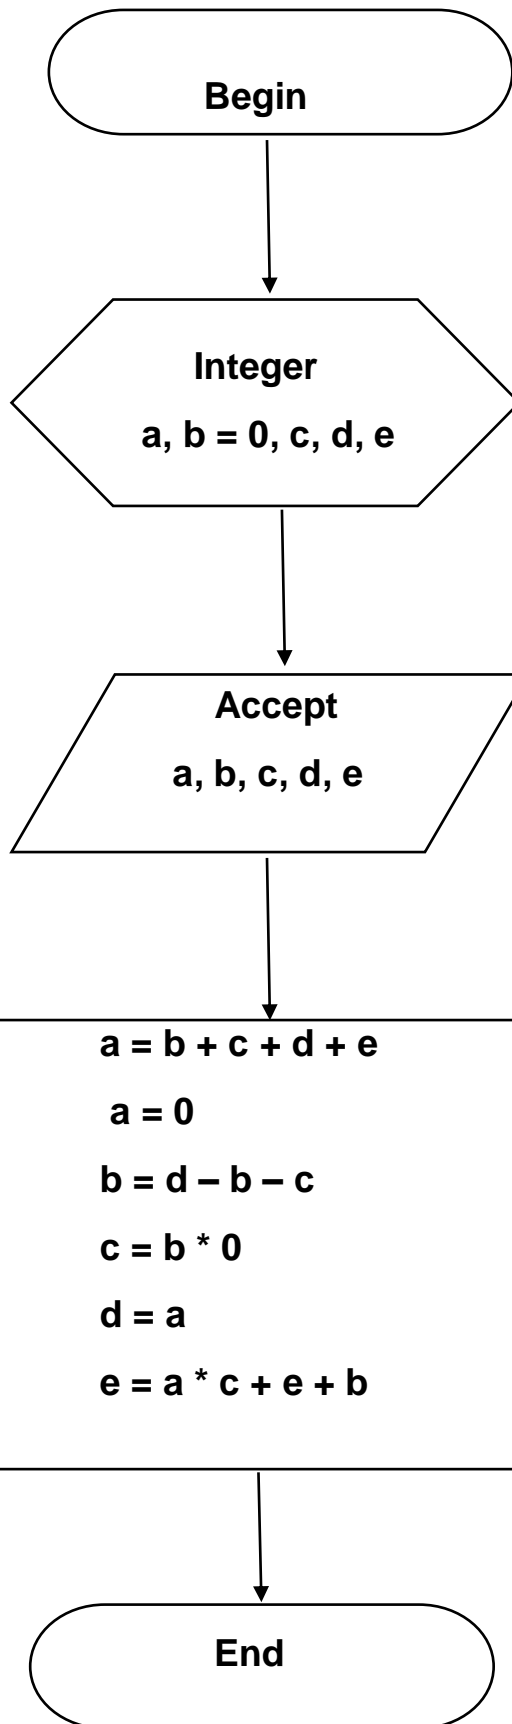 Begin
Integer
a, b = 0, c, d, e
Accept
a, b, c, d, e
a = b + c + d + e
a = 0
b = d – b – c
c = b * 0
d = a
e = a * c + e + b
End